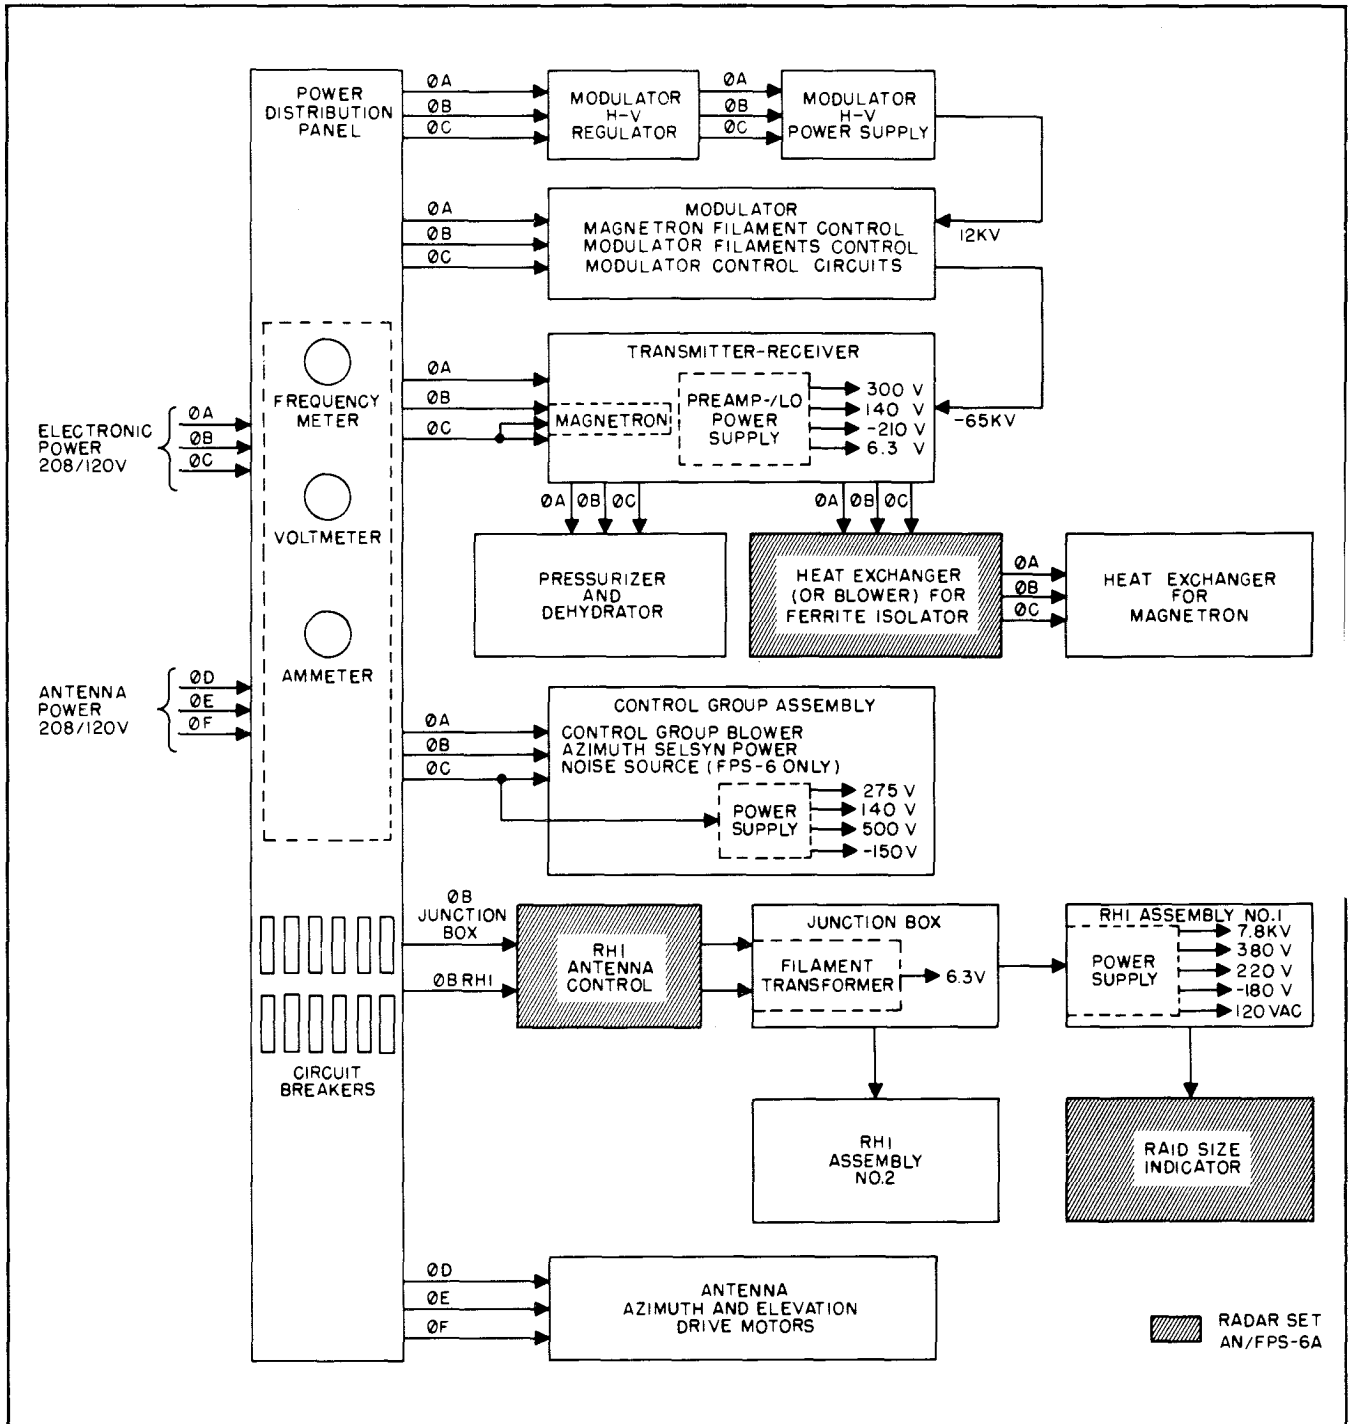 POWER
DISTRIBUTION
PANEL
ØA
ØB
ØC
MODULATOR
H-V
REGULATOR
ØA
ØB
ØC
MODULATOR
H-V
POWER SUPPLY
ØA
ØB
ØC
MODULATOR
MAGNETRON FILAMENT CONTROL
MODULATOR FILAMENTS CONTROL
MODULATOR CONTROL CIRCUITS
12KV
FREQUENCY
METER
VOLTMETER
AMMETER
ELECTRONIC
POWER
208/120V
ØA
ØB
ØC
ANTENNA
POWER
208/120V
ØD
ØE
ØF
ØA
ØB
ØC
TRANSMITTER-RECEIVER
MAGNETRON
PREAMP-/LO
POWER
SUPPLY
300 V
140 V
-210 V
6.3 V
-65KV
ØA ØB ØC
ØA ØB ØC
PRESSURIZER
AND
DEHYDRATOR
HEAT EXCHANGER
(OR BLOWER) FOR
FERRITE ISOLATOR
ØA
ØB
ØC
HEAT EXCHANGER
FOR
MAGNETRON
ØA
ØB
ØC
CONTROL GROUP ASSEMBLY
CONTROL GROUP BLOWER
AZIMUTH SELSYN POWER
NOISE SOURCE (FPS-6 ONLY)
POWER
SUPPLY
275 V
140 V
500 V
-150 V
CIRCUIT
BREAKERS
ØB
JUNCTION
BOX
ØB RHI
RHI
ANTENNA
CONTROL
JUNCTION BOX
FILAMENT
TRANSFORMER
6.3V
RHI ASSEMBLY NO.1
POWER
SUPPLY
7.8KV
380 V
220 V
-180 V
120 VAC
RHI
ASSEMBLY
NO.2
RAID SIZE
INDICATOR
ØD
ØE
ØF
ANTENNA
AZIMUTH AND ELEVATION
DRIVE MOTORS
RADAR SET
AN/FPS-6A